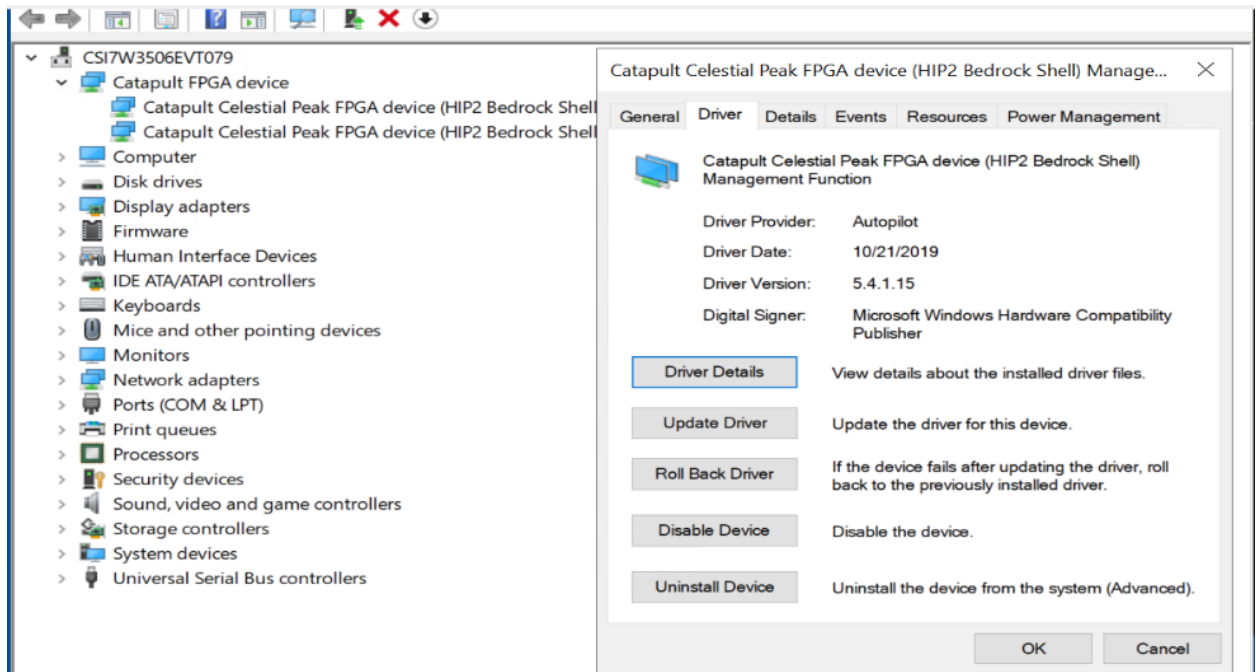 CSI7W3506EVT079
Catapult FPGA device
Catapult Celestial Peak FPGA device (HIP2 Bedrock Shell
Catapult Celestial Peak FPGA device (HIP2 Bedrock Shell
Computer
Disk drives
Display adapters
Firmware
Human Interface Devices
IDE ATA/ATAPI controllers
Keyboards
Mice and other pointing devices
Monitors
Network adapters
Ports (COM & LPT)
Print queues
Processors
Security devices
Sound, video and game controllers
Storage controllers
System devices
Universal Serial Bus controllers
Catapult Celestial Peak FPGA device (HIP2 Bedrock Shell) Manage...
General Driver Details Events Resources Power Management
Catapult Celestial Peak FPGA device (HIP2 Bedrock Shell)
Management Function
Driver Provider: Autopilot
Driver Date: 10/21/2019
Driver Version: 5.4.1.15
Digital Signer: Microsoft Windows Hardware Compatibility
Publisher
Driver Details View details about the installed driver files.
Update Driver Update the driver for this device.
Roll Back Driver If the device fails after updating the driver, roll
back to the previously installed driver.
Disable Device Disable the device.
Uninstall Device Uninstall the device from the system (Advanced).
OK Cancel